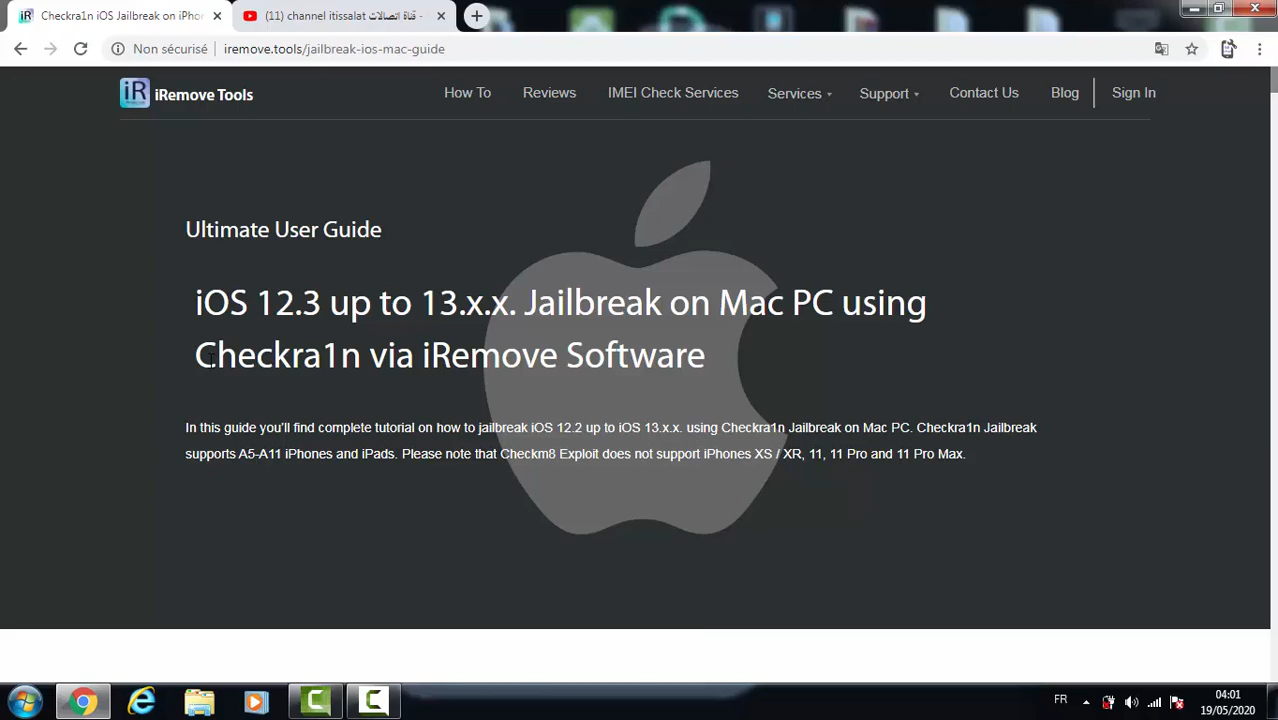 Checkra1n iOS Jailbreak on iPhon
(11) channel itissalat قناة اتصالات -
Non sécurisé
iremove.tools/jailbreak-ios-mac-guide
iR
iRemove Tools
How To
Reviews
IMEI Check Services
Services
Support
Contact Us
Blog
Sign In
Ultimate User Guide
iOS 12.3 up to 13.x.x. Jailbreak on Mac PC using
Checkra1n via iRemove Software
In this guide you'll find complete tutorial on how to jailbreak iOS 12.2 up to iOS 13.x.x. using Checkra1n Jailbreak on Mac PC. Checkra1n Jailbreak
supports A5-A11 iPhones and iPads. Please note that Checkm8 Exploit does not support iPhones XS / XR, 11, 11 Pro and 11 Pro Max.
FR
04:01
19/05/2020